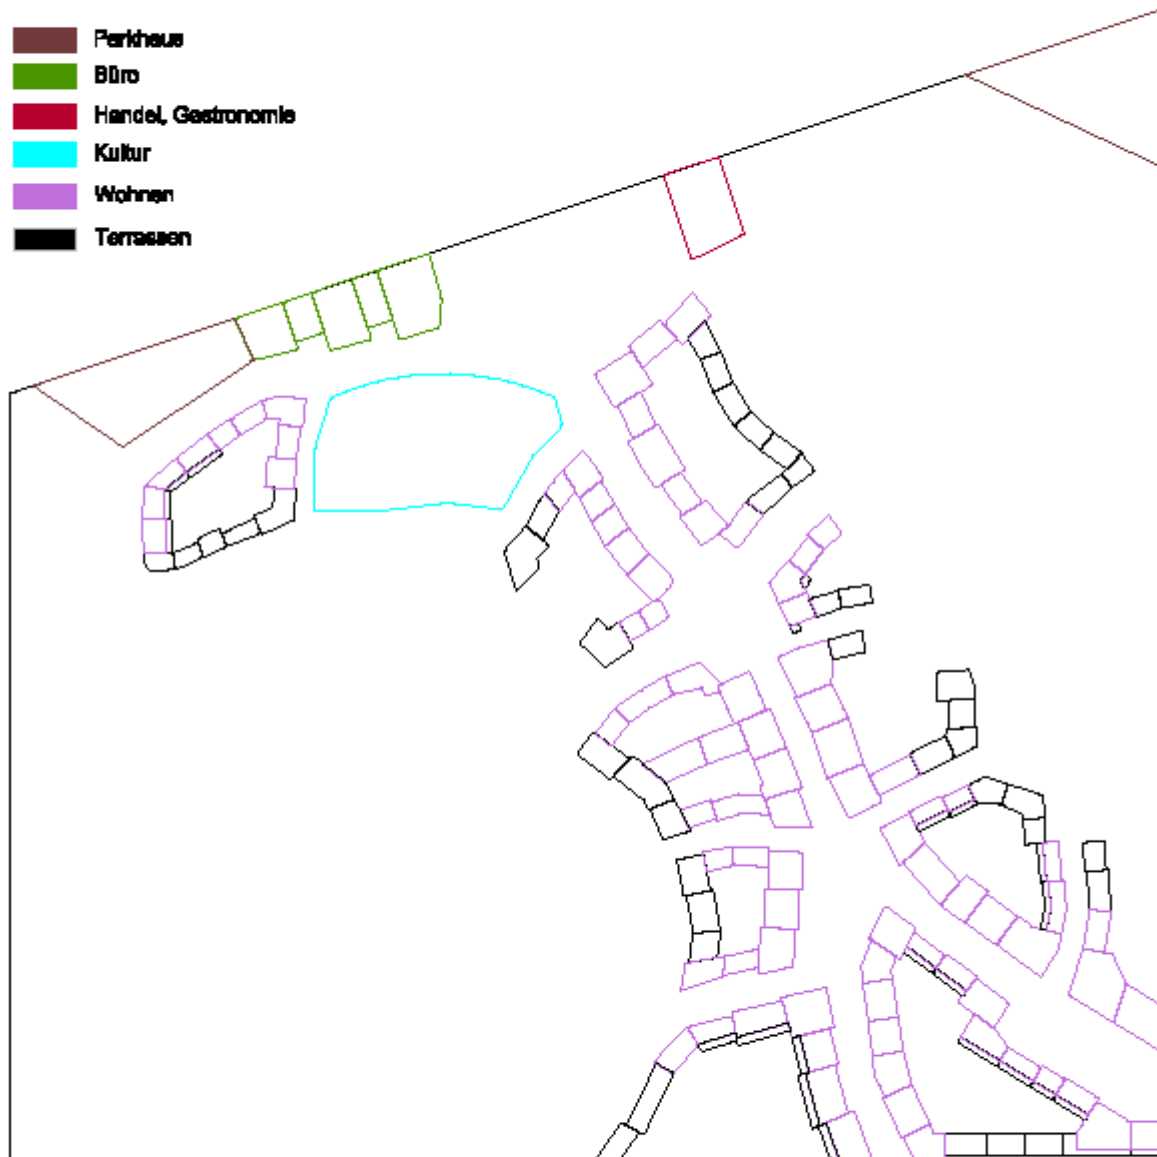 Parkhaus
Büro
Handel, Gastronomie
Kultur
Wohnen
Terrassen